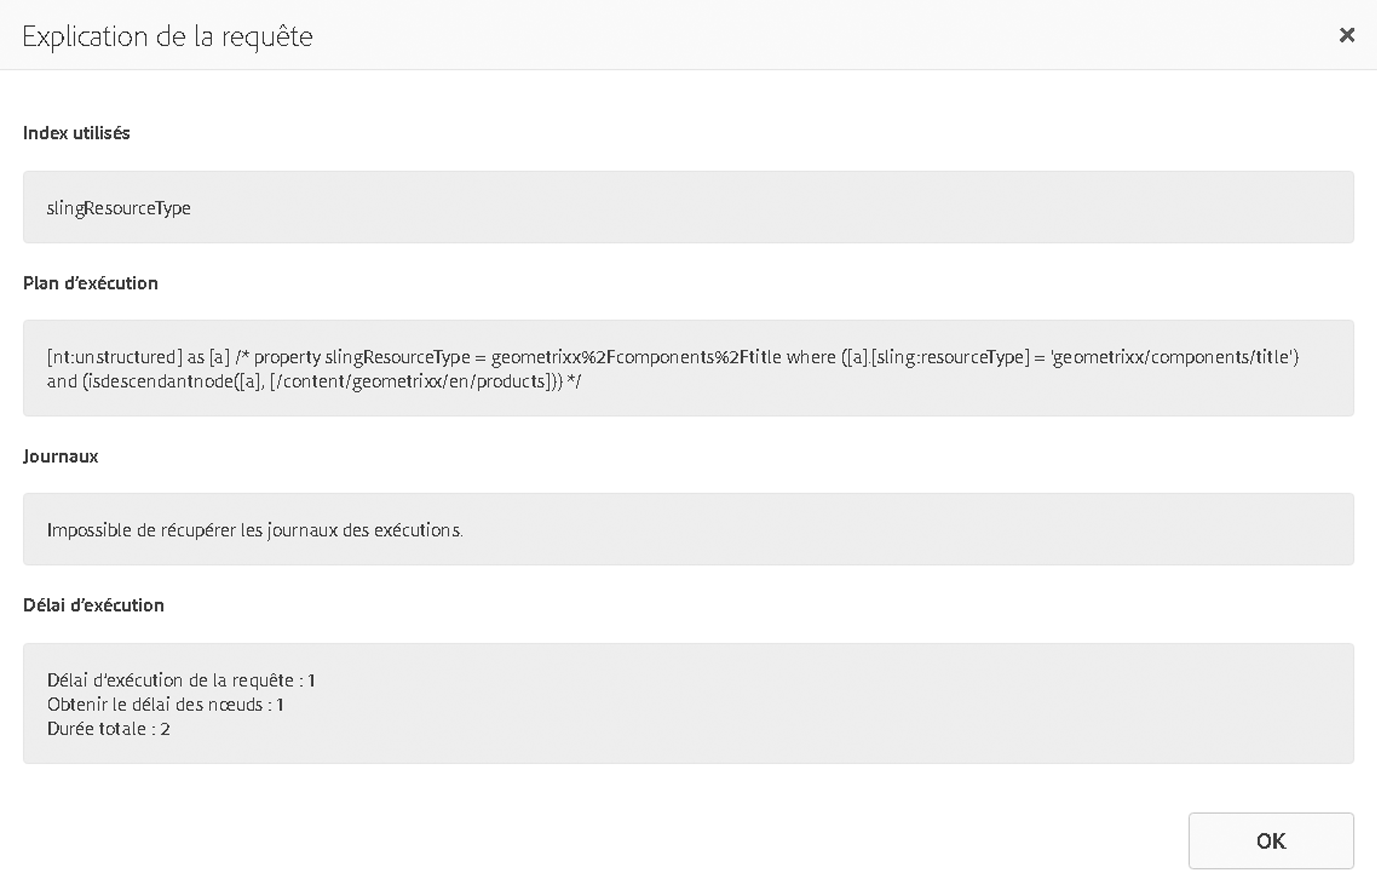 Explication de la requête
×
Index utilisés
slingResourceType
Plan d’exécution
[nt:unstructured] as [a] /* property slingResourceType = geometrixx%2Fcomponents%2Ftitle where ([a].[sling:resourceType] = 'geometrixx/components/title')
and (isdescendantnode([a], [/content/geometrixx/en/products])) */
Journaux
Impossible de récupérer les journaux des exécutions.
Délai d’exécution
Délai d’exécution de la requête : 1
Obtenir le délai des nœuds : 1
Durée totale : 2
OK